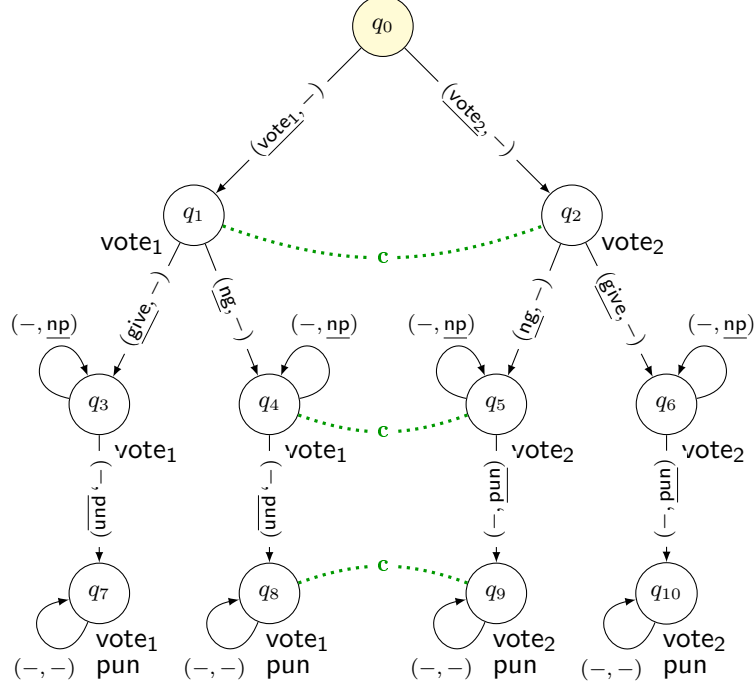 q0
(vote1, −)
(vote2, −)
q1
q2
vote1
c
vote2
(give, −)
(ng, −)
(ng, −)
(give, −)
(−, np)
(−, np)
(−, np)
(−, np)
q3
q4
q5
q6
vote1
vote1
c
vote2
vote2
(−, pun)
(−, pun)
(pun, −)
(pun, −)
c
q7
q8
q9
q10
vote1
vote1
vote2
vote2
(−, −)
pun
(−, −)
pun
(−, −)
pun
(−, −)
pun